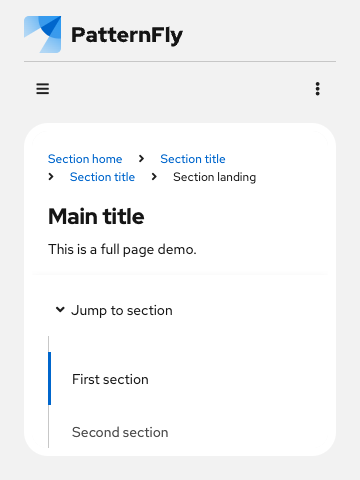 PatternFly
Section home
Section title
Section title
Section landing
Main title
This is a full page demo.
Jump to section
First section
Second section